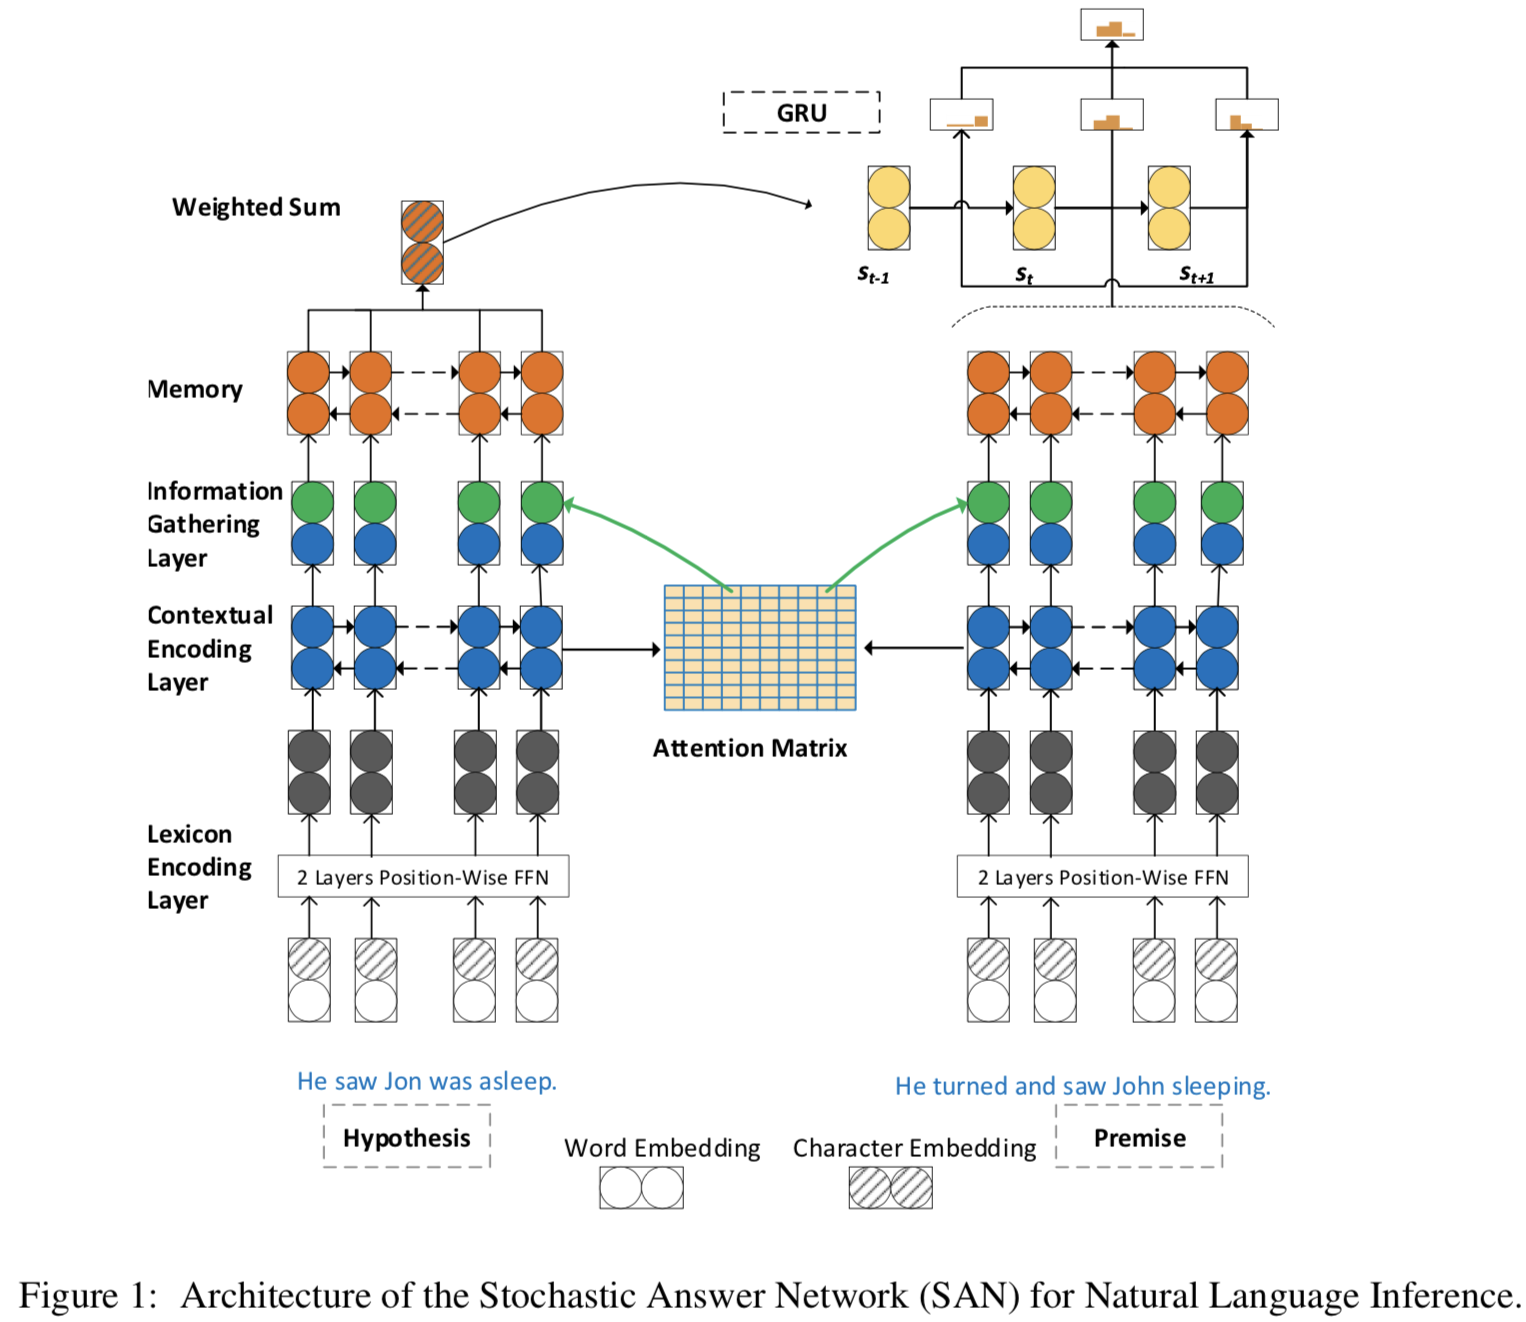 GRU
Weighted Sum
s_{t-1}
s_t
s_{t+1}
Memory
Information
Gathering
Layer
Contextual
Encoding
Layer
Attention Matrix
Lexicon
Encoding
Layer
2 Layers Position-Wise FFN
2 Layers Position-Wise FFN
He saw Jon was asleep.
He turned and saw John sleeping.
Hypothesis
Word Embedding
Character Embedding
Premise
Figure 1: Architecture of the Stochastic Answer Network (SAN) for Natural Language Inference.